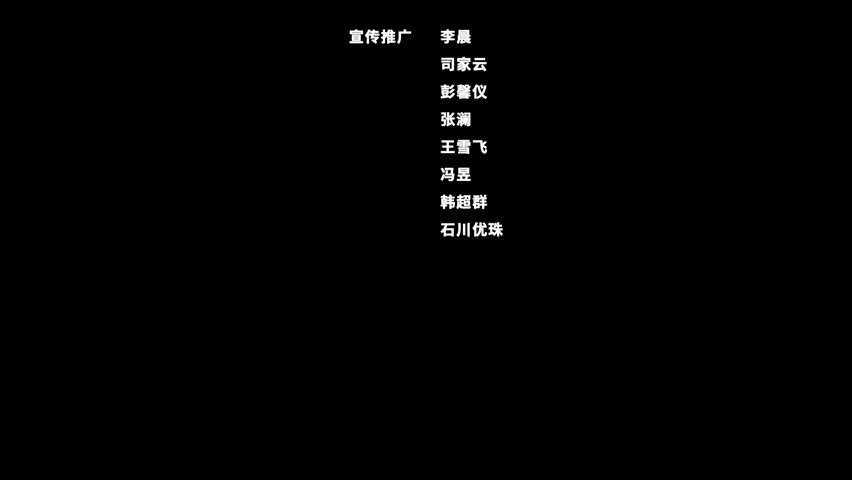 宣传推广 李晨
司家云
彭馨仪
张澜
王雪飞
冯昱
韩超群
石川优珠